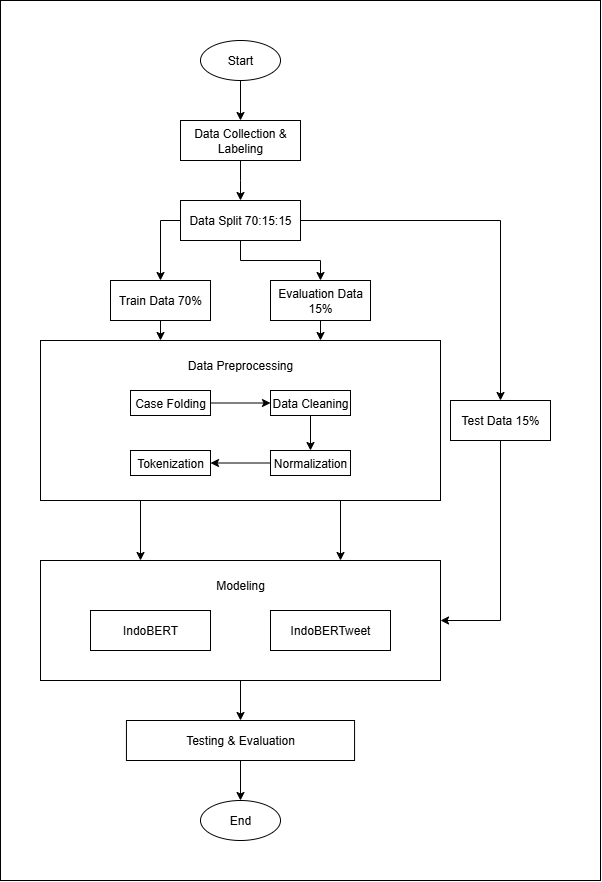 Start
Data Collection &
Labeling
Data Split 70:15:15
Train Data 70%
Evaluation Data
15%
Data Preprocessing
Case Folding
Data Cleaning
Test Data 15%
Tokenization
Normalization
Modeling
IndoBERT
IndoBERTweet
Testing & Evaluation
End